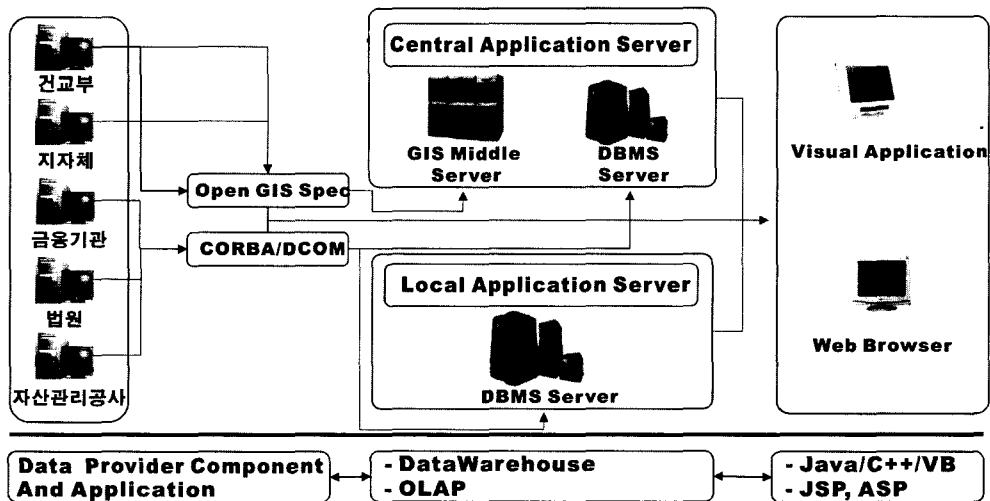 건교부
지자체
금융기관
법원
자산관리공사
Open GIS Spec
CORBA/DCOM
Central Application Server
GIS Middle
Server
DBMS
Server
Local Application Server
DBMS Server
Visual Application
Web Browser
Data Provider Component
And Application
- DataWarehouse
- OLAP
- Java/C++/VB
- JSP, ASP